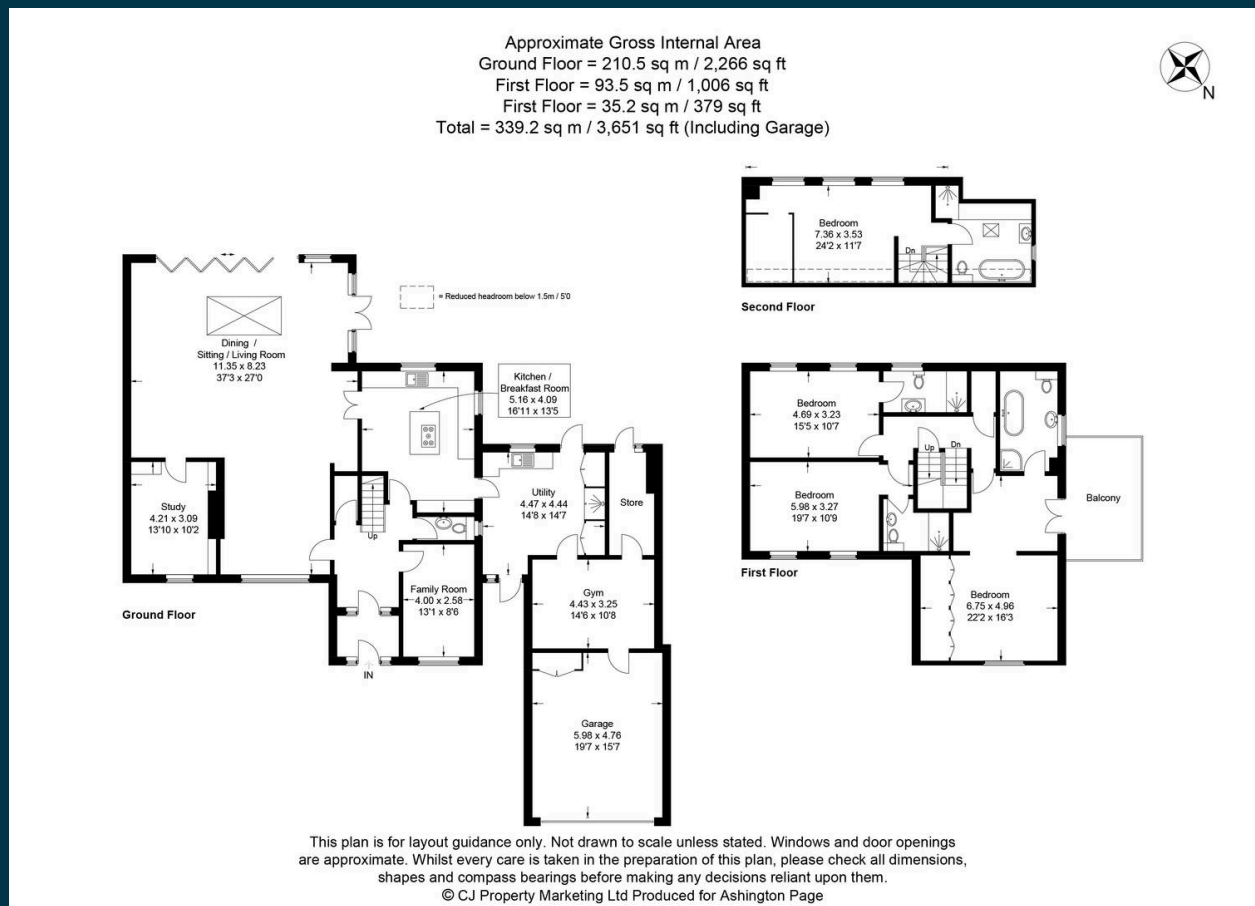 Approximate Gross Internal Area
Ground Floor = 210.5 sq m / 2,266 sq ft
First Floor = 93.5 sq m / 1,006 sq ft
First Floor = 35.2 sq m / 379 sq ft
Total = 339.2 sq m / 3,651 sq ft (Including Garage)
N
Bedroom
7.36 x 3.53
24'2 x 11'7
Dn
Second Floor
= Reduced headroom below 1.5m / 5'0
Dining /
Sitting / Living Room
11.35 x 8.23
37'3 x 27'0
Kitchen /
Breakfast Room
5.16 x 4.09
16'11 x 13'5
Study
4.21 x 3.09
13'10 x 10'2
Up
Utility
4.47 x 4.44
14'8 x 14'7
Store
Family Room
4.00 x 2.58
13'1 x 8'6
Gym
4.43 x 3.25
14'6 x 10'8
Ground Floor
IN
Garage
5.98 x 4.76
19'7 x 15'7
Bedroom
4.69 x 3.23
15'5 x 10'7
Up
Dn
Bedroom
5.98 x 3.27
19'7 x 10'9
Balcony
First Floor
Bedroom
6.75 x 4.96
22'2 x 16'3
This plan is for layout guidance only. Not drawn to scale unless stated. Windows and door openings
are approximate. Whilst every care is taken in the preparation of this plan, please check all dimensions,
shapes and compass bearings before making any decisions reliant upon them.
© CJ Property Marketing Ltd Produced for Ashington Page